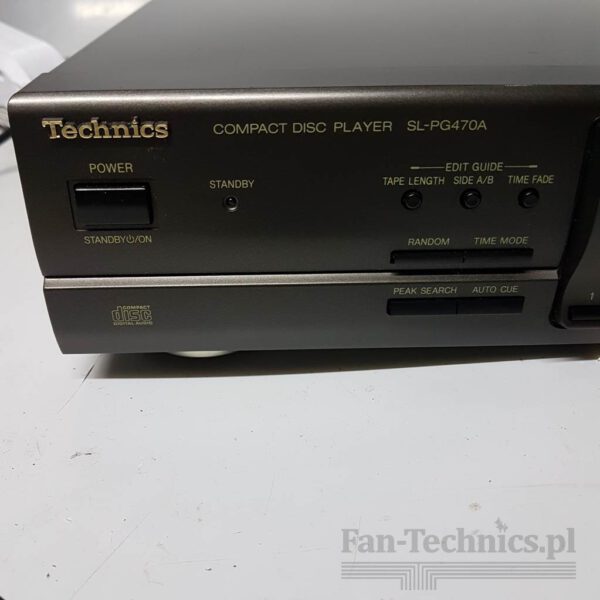 Technics COMPACT DISC PLAYER SL-PG470A
POWER
STANDBY
STANDBY⏻/ON
EDIT GUIDE
TAPE LENGTH SIDE A/B TIME FADE
RANDOM TIME MODE
PEAK SEARCH AUTO CUE
COMPACT
disc
DIGITAL AUDIO
1
Fan-Technics.pl